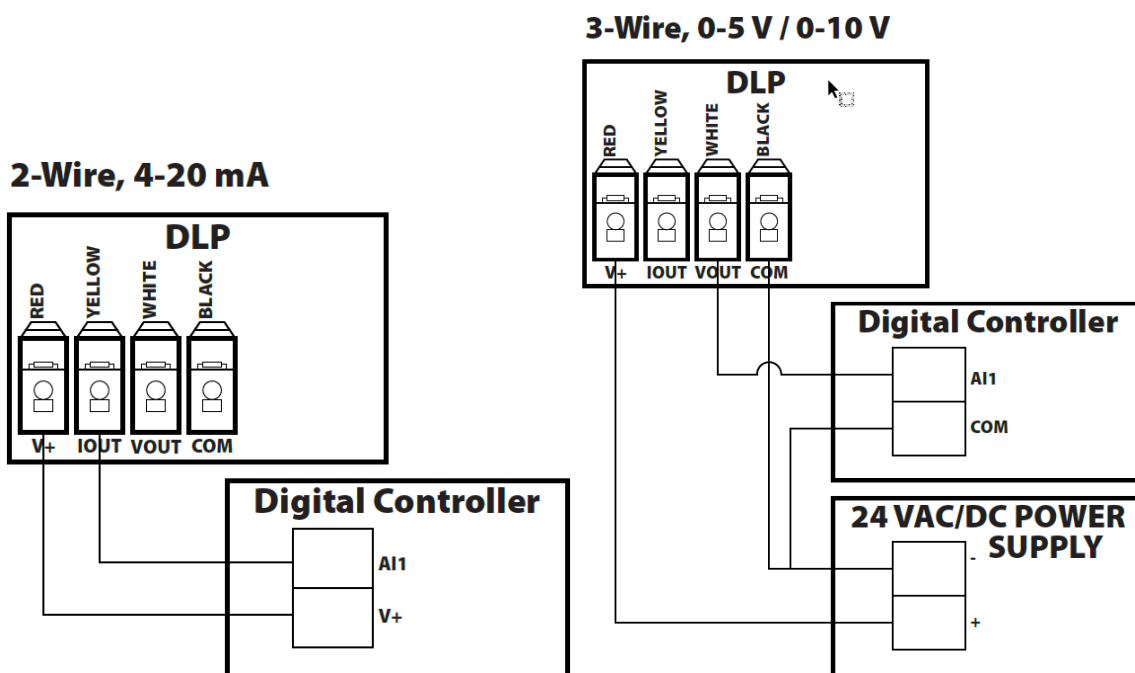 3-Wire, 0-5 V / 0-10 V
DLP
RED
YELLOW
WHITE
BLACK
V+ IOUT VOUT COM
Digital Controller
AI1
COM
24 VAC/DC POWER
SUPPLY
-
+
2-Wire, 4-20 mA
DLP
RED
YELLOW
WHITE
BLACK
V+ IOUT VOUT COM
Digital Controller
AI1
V+